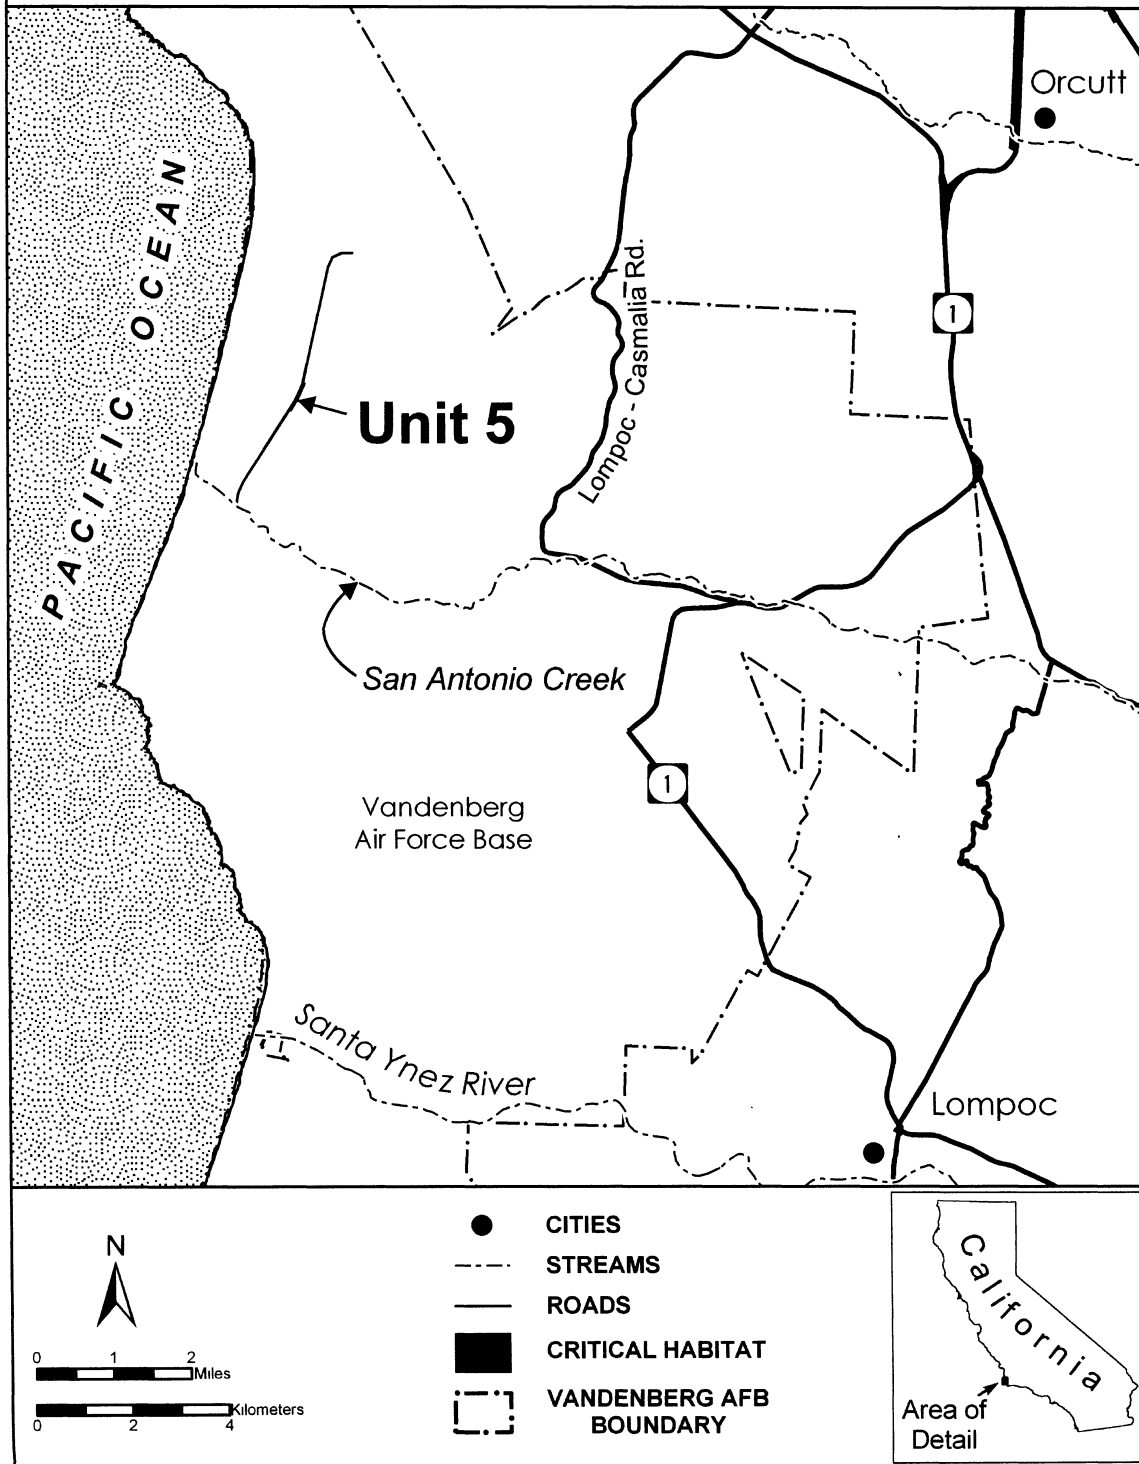 Orcutt
PACIFIC OCEAN
Lompoc - Casmalia Rd.
1
Unit 5
San Antonio Creek
1
Vandenberg
Air Force Base
Santa Ynez River
Lompoc
N
0 1 2
Miles
Kilometers
0 2 4
CITIES
STREAMS
ROADS
CRITICAL HABITAT
VANDENBERG AFB
BOUNDARY
California
Area of
Detail